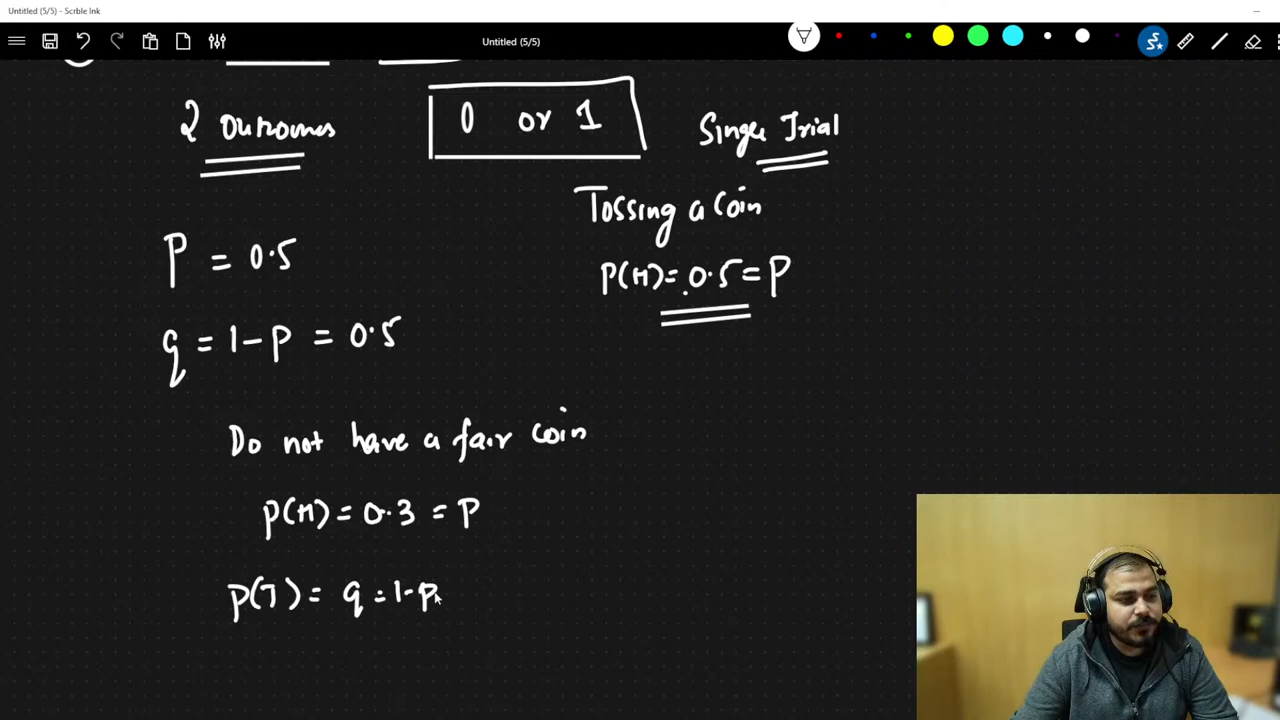 Untitled (5/5) - Scrble Ink
Untitled (5/5)
2 Outcomes
0 or 1
Single Trial
Tossing a coin
P(H) = 0.5 = P
P = 0.5
q = 1 - P = 0.5
Do not have a fair coin
P(H) = 0.3 = P
P(T) = q = 1 - P